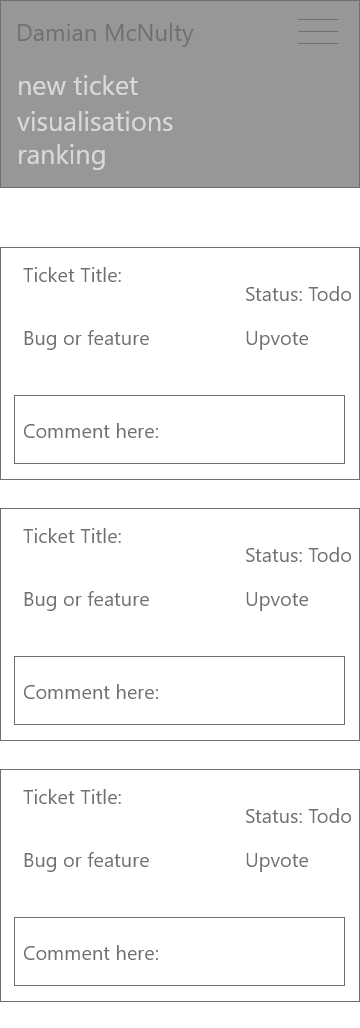 Damian McNulty
new ticket
visualisations
ranking
Ticket Title:
Status: Todo
Bug or feature
Upvote
Comment here:
Ticket Title:
Status: Todo
Bug or feature
Upvote
Comment here:
Ticket Title:
Status: Todo
Bug or feature
Upvote
Comment here: